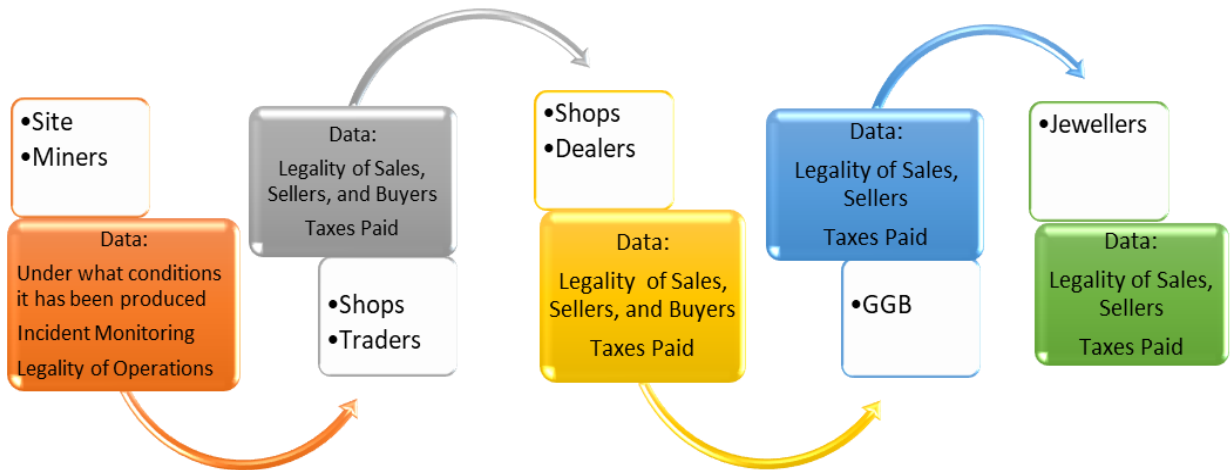 •Site
•Miners
Data:
Under what conditions
it has been produced
Incident Monitoring
Legality of Operations
Data:
Legality of Sales,
Sellers, and Buyers
Taxes Paid
•Shops
•Traders
•Shops
•Dealers
Data:
Legality of Sales,
Sellers, and Buyers
Taxes Paid
Data:
Legality of Sales,
Sellers
Taxes Paid
•GGB
•Jewellers
Data:
Legality of Sales,
Sellers
Taxes Paid